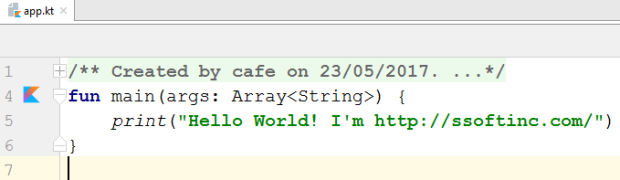 app.kt
1 /** Created by cafe on 23/05/2017. ...*/
4 fun main(args: Array<String>) {
5 print("Hello World! I'm http://ssoftinc.com/")
6 }
7